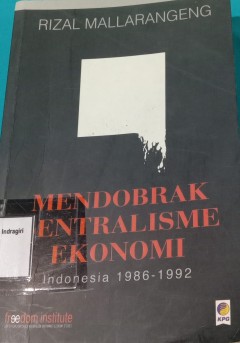 RIZAL MALLARANGENG
MENDOBRAK
SENTRALISME
EKONOMI
Indonesia 1986-1992
Indragiri
freedom institute
KPG